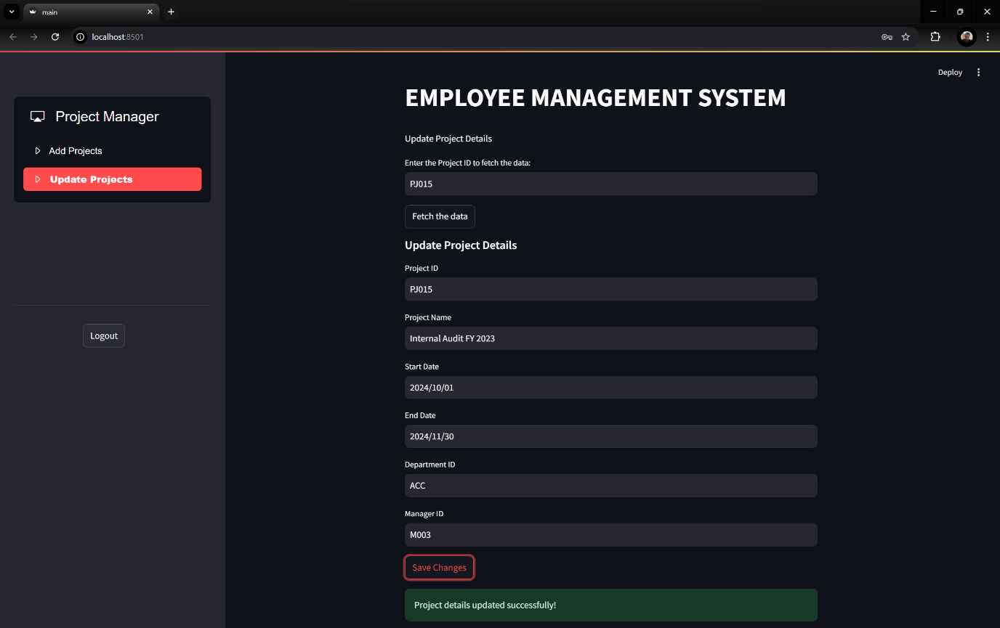 main
localhost:8501
Deploy
Project Manager
Add Projects
Update Projects
Logout
EMPLOYEE MANAGEMENT SYSTEM
Update Project Details
Enter the Project ID to fetch the data:
PJ015
Fetch the data
Update Project Details
Project ID
PJ015
Project Name
Internal Audit FY 2023
Start Date
2024/10/01
End Date
2024/11/30
Department ID
ACC
Manager ID
M003
Save Changes
Project details updated successfully!